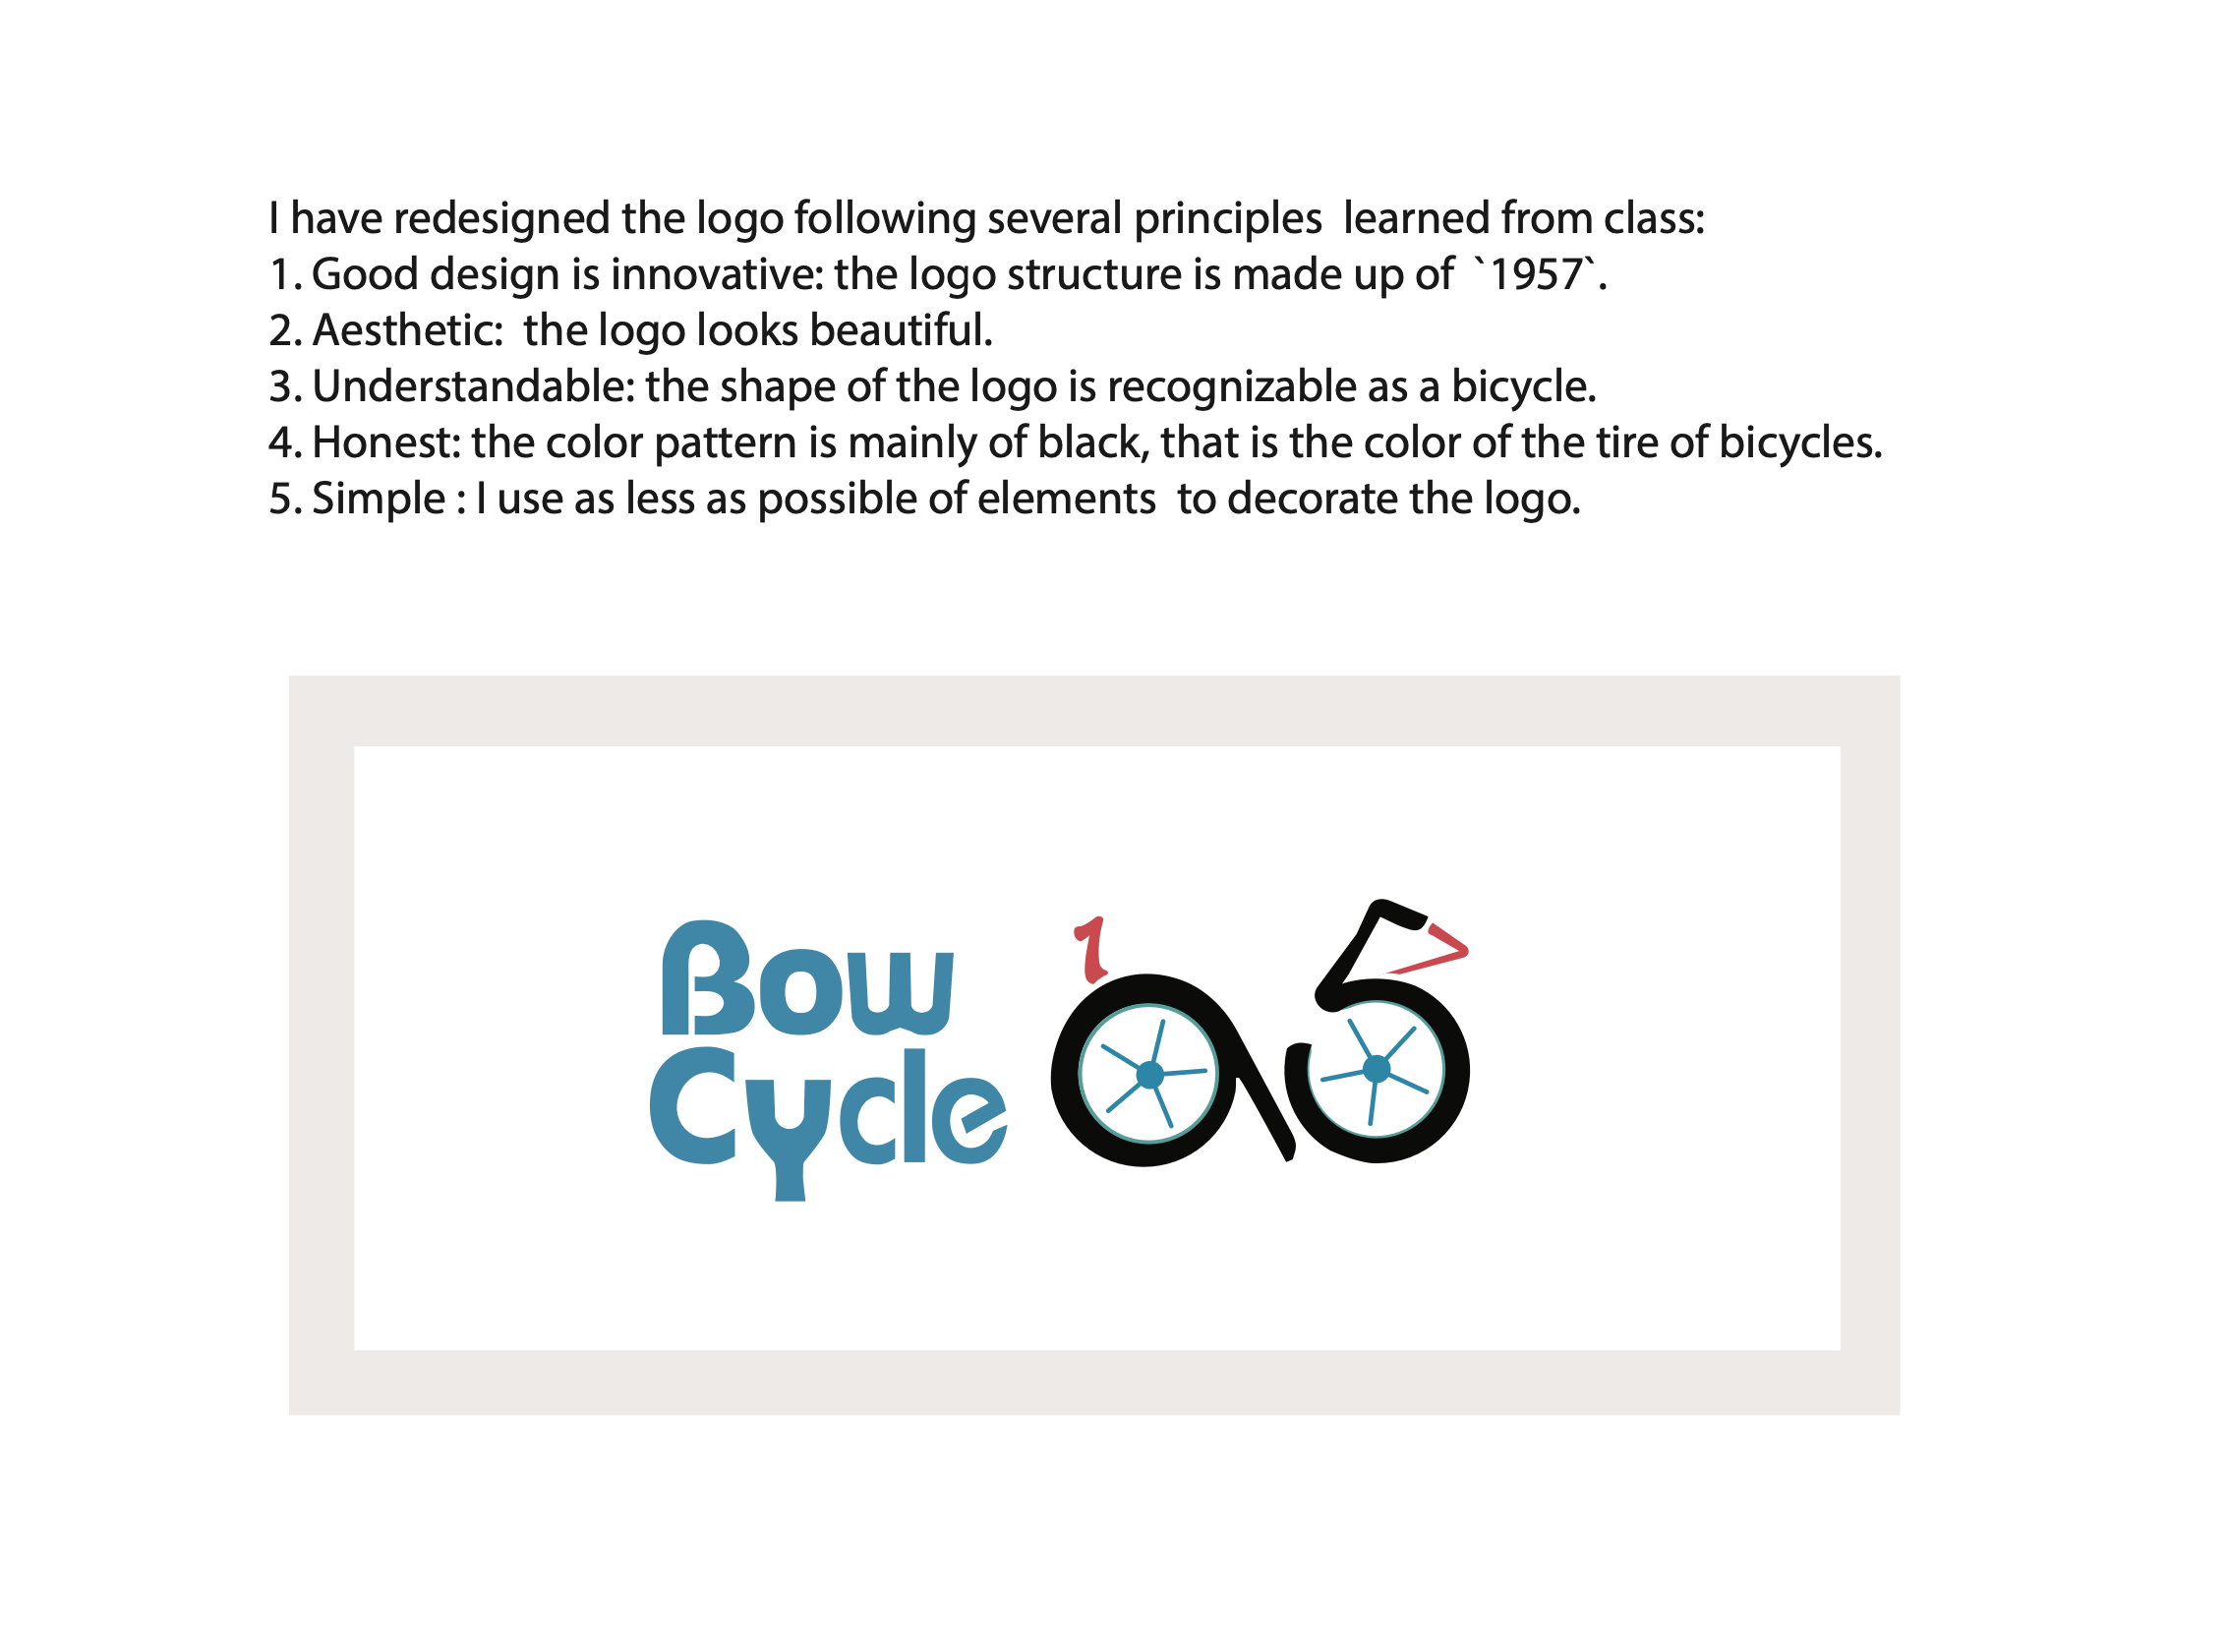 I have redesigned the logo following several principles  learned from class:
1. Good design is innovative: the logo structure is made up of `1957`.
2. Aesthetic:  the logo looks beautiful.
3. Understandable: the shape of the logo is recognizable as a bicycle.
4. Honest: the color pattern is mainly of black, that is the color of the tire of bicycles.
5. Simple : I use as less as possible of elements  to decorate the logo.
Bow
Cycle
1957